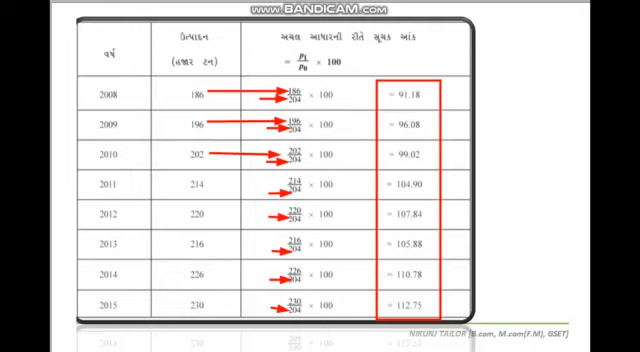 www.BANDICAM.com
વર્ષ ઉત્પાદન (હજાર ટન) અચલ આધારની રીતે સૂચક આંક = p₁/p₀ × 100
2008 186 186/204 × 100 = 91.18
2009 196 196/204 × 100 = 96.08
2010 202 202/204 × 100 = 99.02
2011 214 214/204 × 100 = 104.90
2012 220 220/204 × 100 = 107.84
2013 216 216/204 × 100 = 105.88
2014 226 226/204 × 100 = 110.78
2015 230 230/204 × 100 = 112.75
NIKUNJ TAILOR [B.com, M.com(F.M), GSET]